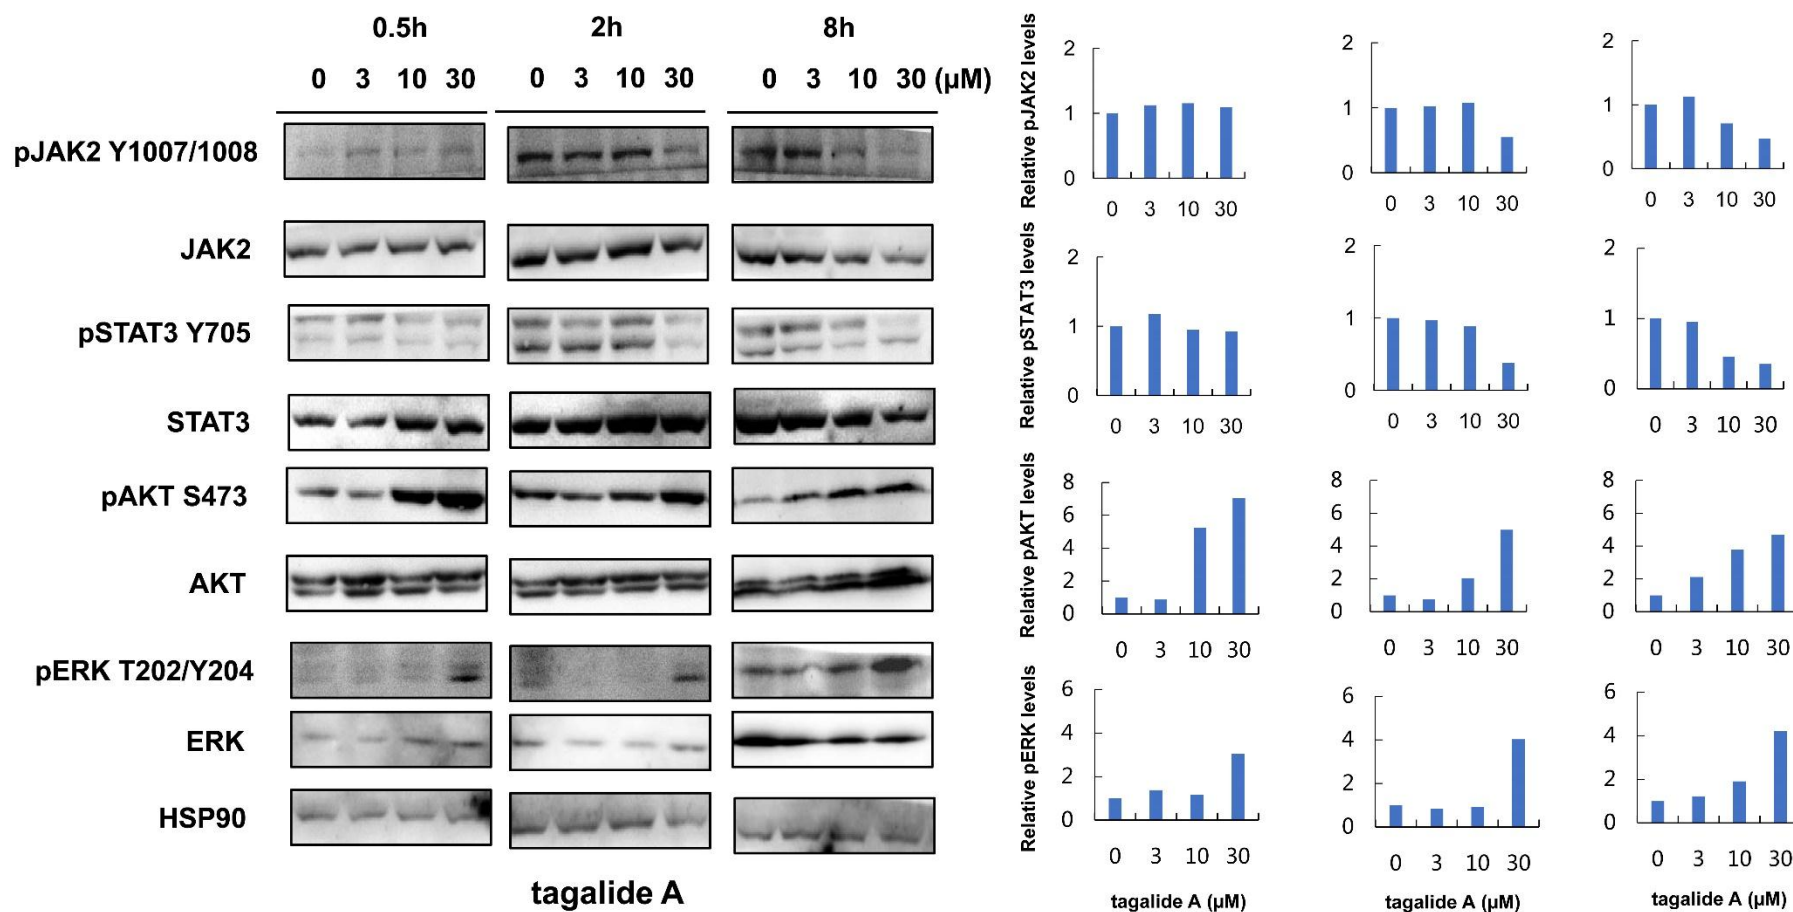 0.5h 2h 8h
0 3 10 30 0 3 10 30 0 3 10 30 (µM)
pJAK2 Y1007/1008
JAK2
pSTAT3 Y705
STAT3
pAKT S473
AKT
pERK T202/Y204
ERK
HSP90
tagalide A
Relative pJAK2 levels
2
1
0
0 3 10 30
2
1
0
0 3 10 30
2
1
0
0 3 10 30
Relative pSTAT3 levels
2
1
0
0 3 10 30
2
1
0
0 3 10 30
2
1
0
0 3 10 30
Relative pAKT levels
8
6
4
2
0
0 3 10 30
8
6
4
2
0
0 3 10 30
8
6
4
2
0
0 3 10 30
Relative pERK levels
6
4
2
0
0 3 10 30
tagalide A (µM)
6
4
2
0
0 3 10 30
tagalide A (µM)
6
4
2
0
0 3 10 30
tagalide A (µM)